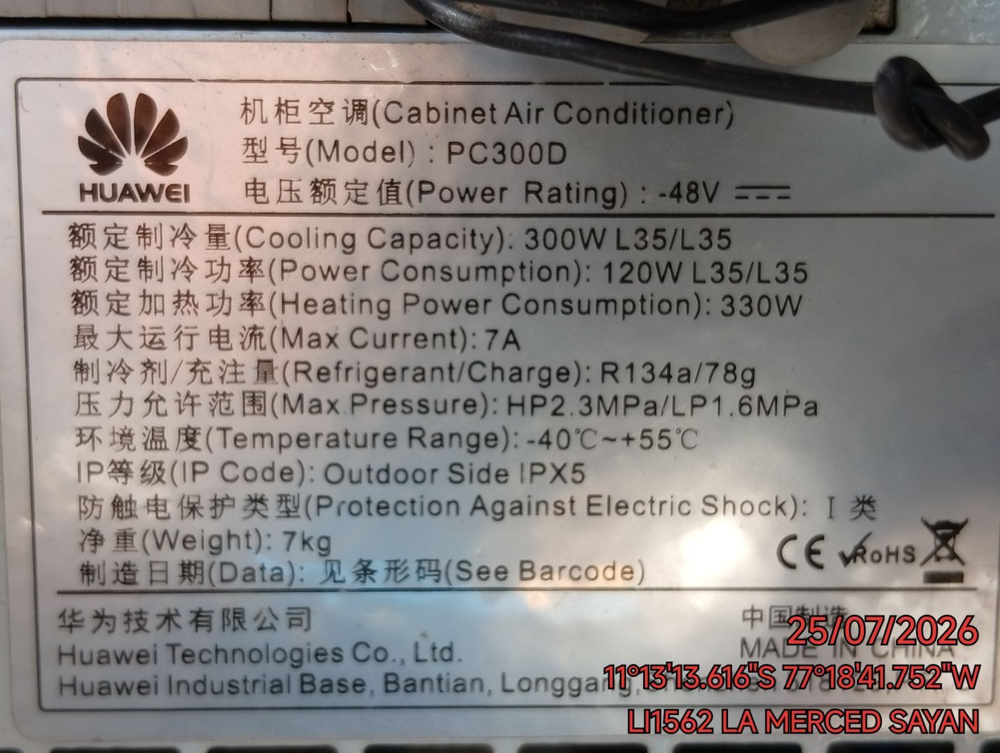 机柜空调(Cabinet Air Conditioner)
型号(Model) : PC300D
HUAWEI
电压额定值(Power Rating) : -48V
额定制冷量(Cooling Capacity): 300W L35/L35
额定制冷功率(Power Consumption): 120W L35/L35
额定加热功率(Heating Power Consumption): 330W
最大运行电流(Max Current): 7A
制冷剂/充注量(Refrigerant/Charge): R134a/78g
压力允许范围(Max.Pressure): HP2.3MPa/LP1.6MPa
环境温度(Temperature Range): -40℃~+55℃
IP等级(IP Code): Outdoor Side IPX5
防触电保护类型(Protection Against Electric Shock): I 类
净重(Weight): 7kg
CE RoHS
制造日期(Data): 见条形码(See Barcode)
华为技术有限公司
中国制造
Huawei Technologies Co., Ltd.
MADE IN CHINA
Huawei Industrial Base, Bantian, Longgang,
25/07/2026
11°13'13.616"S 77°18'41.752"W
LI1562 LA MERCED SAYAN